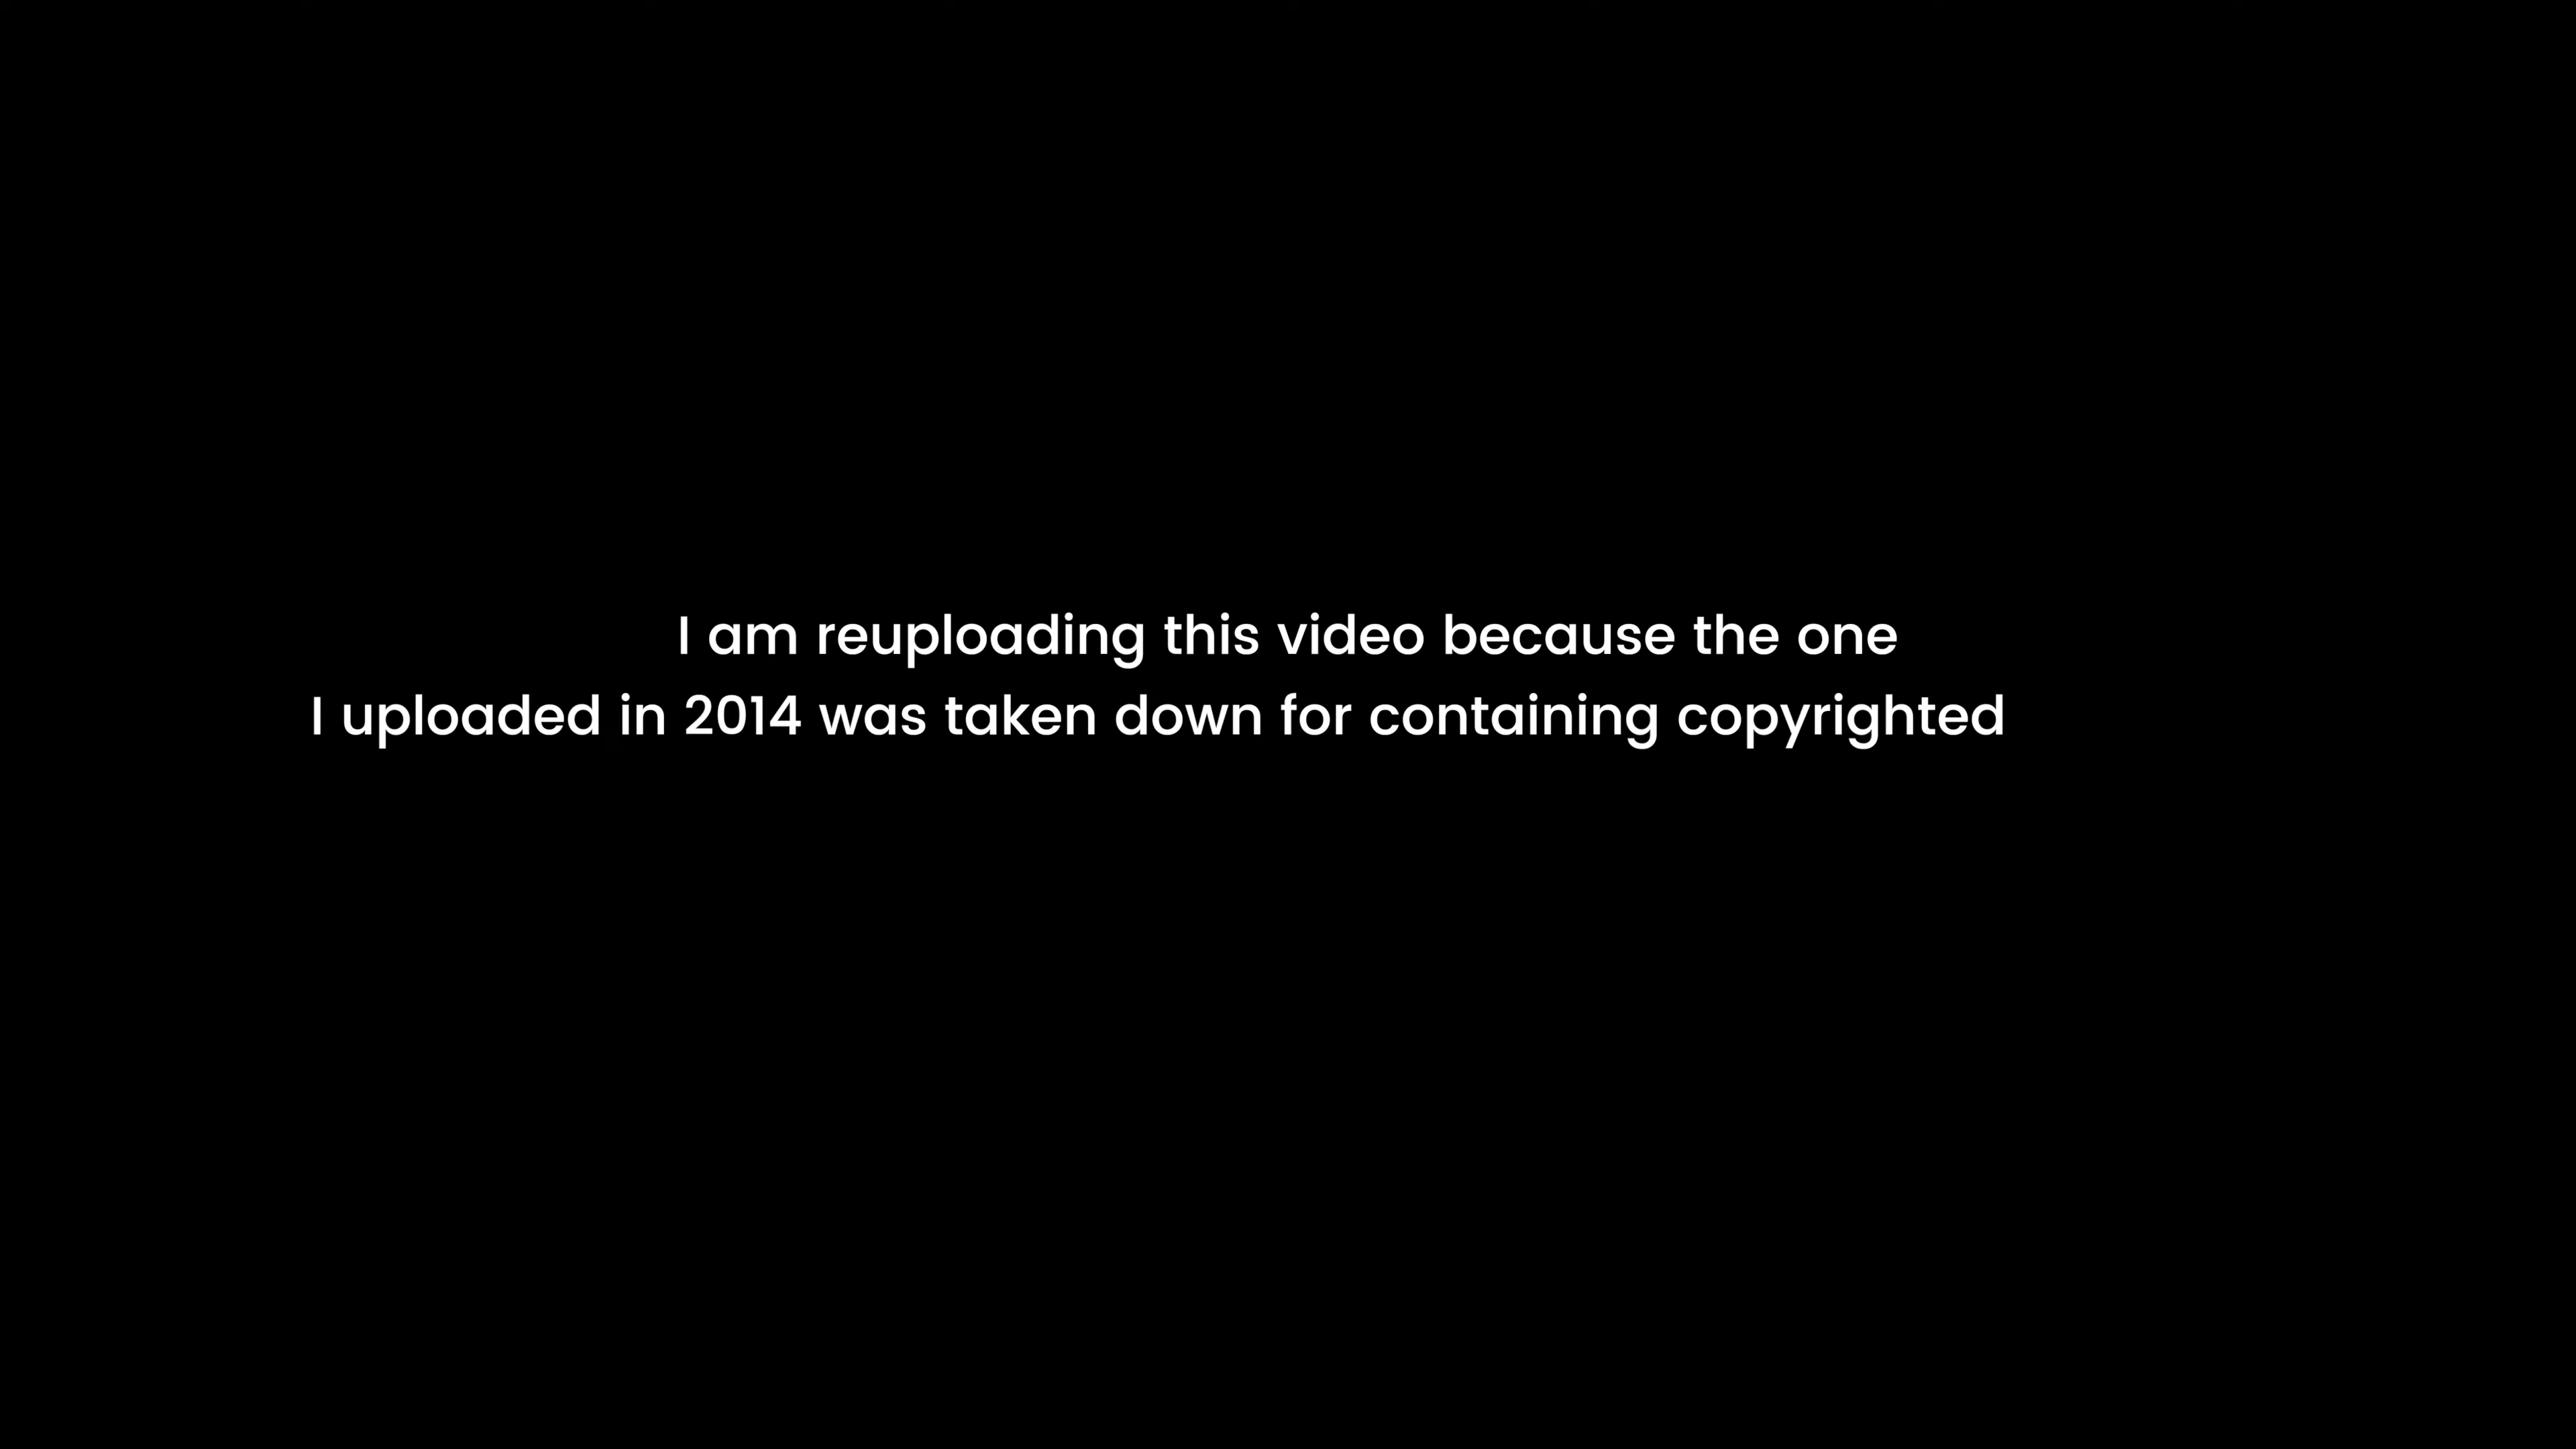 I am reuploading this video because the one
I uploaded in 2014 was taken down for containing copyrighted